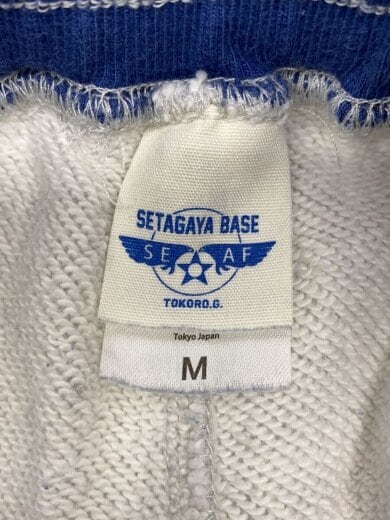 SETAGAYA BASE
SE AF
TOKORO.G.
Tokyo Japan
M